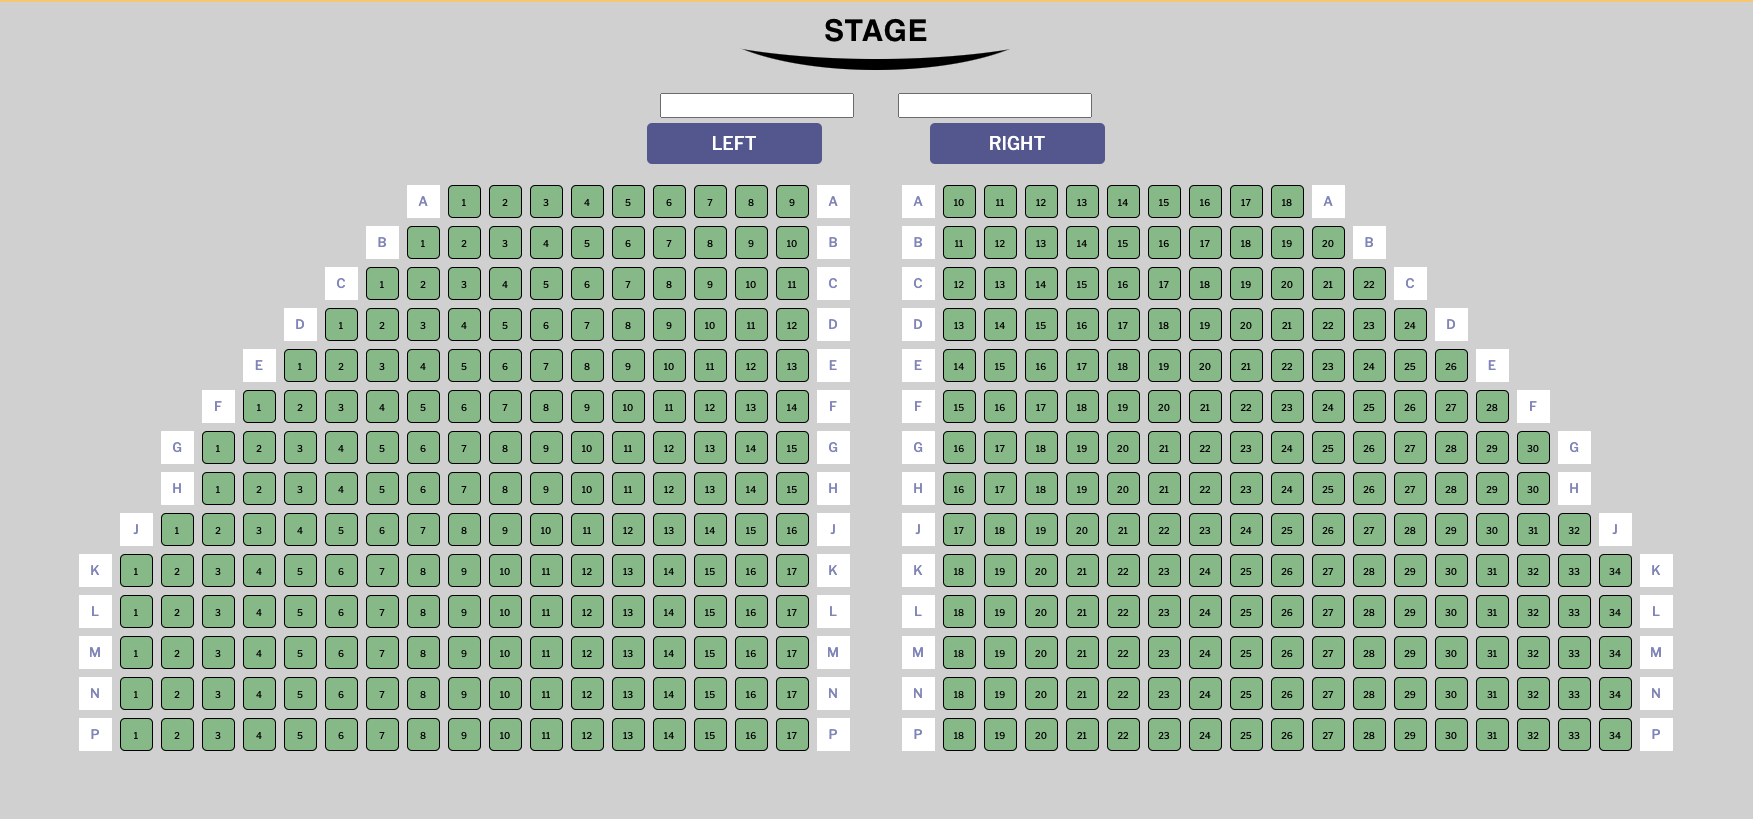 STAGE
LEFT RIGHT
A 1 2 3 4 5 6 7 8 9 A A 10 11 12 13 14 15 16 17 18 A
B 1 2 3 4 5 6 7 8 9 10 B B 11 12 13 14 15 16 17 18 19 20 B
C 1 2 3 4 5 6 7 8 9 10 11 C C 12 13 14 15 16 17 18 19 20 21 22 C
D 1 2 3 4 5 6 7 8 9 10 11 12 D D 13 14 15 16 17 18 19 20 21 22 23 24 D
E 1 2 3 4 5 6 7 8 9 10 11 12 13 E E 14 15 16 17 18 19 20 21 22 23 24 25 26 E
F 1 2 3 4 5 6 7 8 9 10 11 12 13 14 F F 15 16 17 18 19 20 21 22 23 24 25 26 27 28 F
G 1 2 3 4 5 6 7 8 9 10 11 12 13 14 15 G G 16 17 18 19 20 21 22 23 24 25 26 27 28 29 30 G
H 1 2 3 4 5 6 7 8 9 10 11 12 13 14 15 H H 16 17 18 19 20 21 22 23 24 25 26 27 28 29 30 H
J 1 2 3 4 5 6 7 8 9 10 11 12 13 14 15 16 J J 17 18 19 20 21 22 23 24 25 26 27 28 29 30 31 32 J
K 1 2 3 4 5 6 7 8 9 10 11 12 13 14 15 16 17 K K 18 19 20 21 22 23 24 25 26 27 28 29 30 31 32 33 34 K
L 1 2 3 4 5 6 7 8 9 10 11 12 13 14 15 16 17 L L 18 19 20 21 22 23 24 25 26 27 28 29 30 31 32 33 34 L
M 1 2 3 4 5 6 7 8 9 10 11 12 13 14 15 16 17 M M 18 19 20 21 22 23 24 25 26 27 28 29 30 31 32 33 34 M
N 1 2 3 4 5 6 7 8 9 10 11 12 13 14 15 16 17 N N 18 19 20 21 22 23 24 25 26 27 28 29 30 31 32 33 34 N
P 1 2 3 4 5 6 7 8 9 10 11 12 13 14 15 16 17 P P 18 19 20 21 22 23 24 25 26 27 28 29 30 31 32 33 34 P